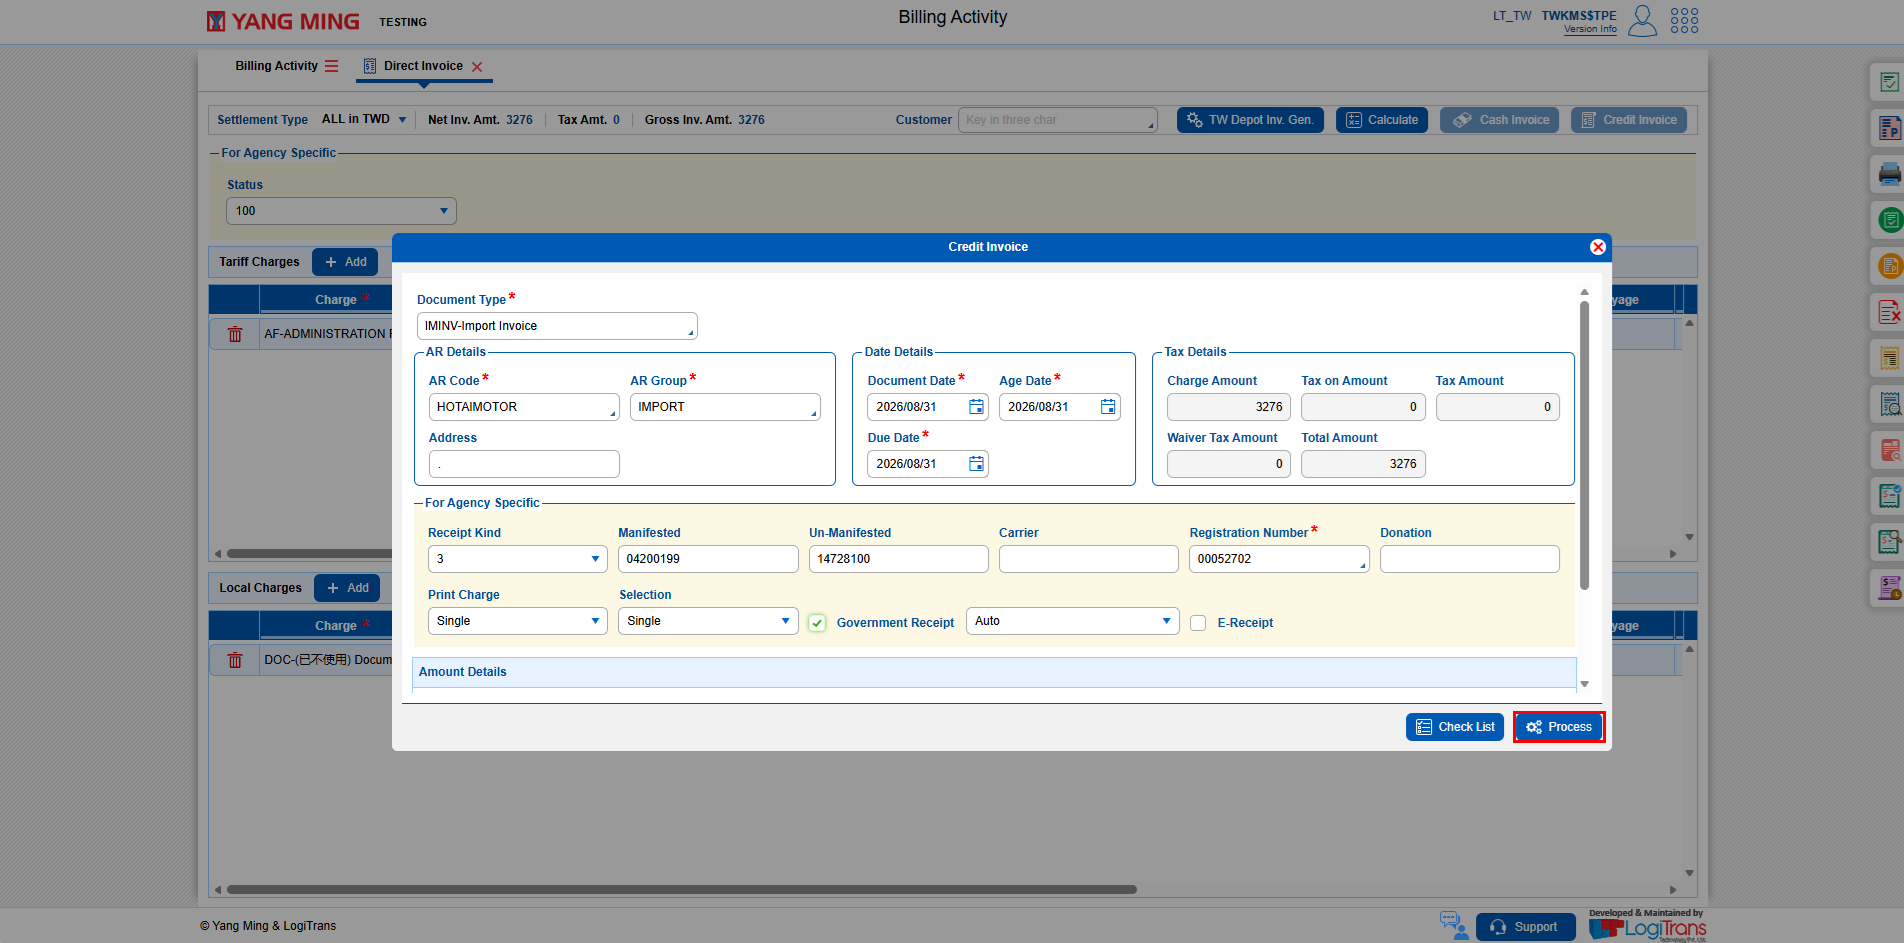 YANG MING TESTING
Billing Activity
LT_TW TWKMS$TPE
Version Info
Billing Activity
Direct Invoice
Settlement Type ALL in TWD Net Inv. Amt. 3276 Tax Amt. 0 Gross Inv. Amt. 3276 Customer Key in three char TW Depot Inv. Gen. Calculate Cash Invoice Credit Invoice
For Agency Specific
Status
100
Tariff Charges Add
Charge *
yage
AF-ADMINISTRATION
Credit Invoice
Document Type *
IMINV-Import Invoice
AR Details
AR Code * AR Group *
HOTAIMOTOR IMPORT
Address
.
Date Details
Document Date * Age Date *
2026/08/31 2026/08/31
Due Date *
2026/08/31
Tax Details
Charge Amount Tax on Amount Tax Amount
3276 0 0
Waiver Tax Amount Total Amount
0 3276
For Agency Specific
Receipt Kind Manifested Un-Manifested Carrier Registration Number * Donation
3 04200199 14728100 00052702
Print Charge Selection
Single Single Government Receipt Auto E-Receipt
Amount Details
Check List Process
Local Charges Add
Charge *
yage
DOC-(已不使用) Docum
© Yang Ming & LogiTrans
Support
Developed & Maintained by
LogiTrans